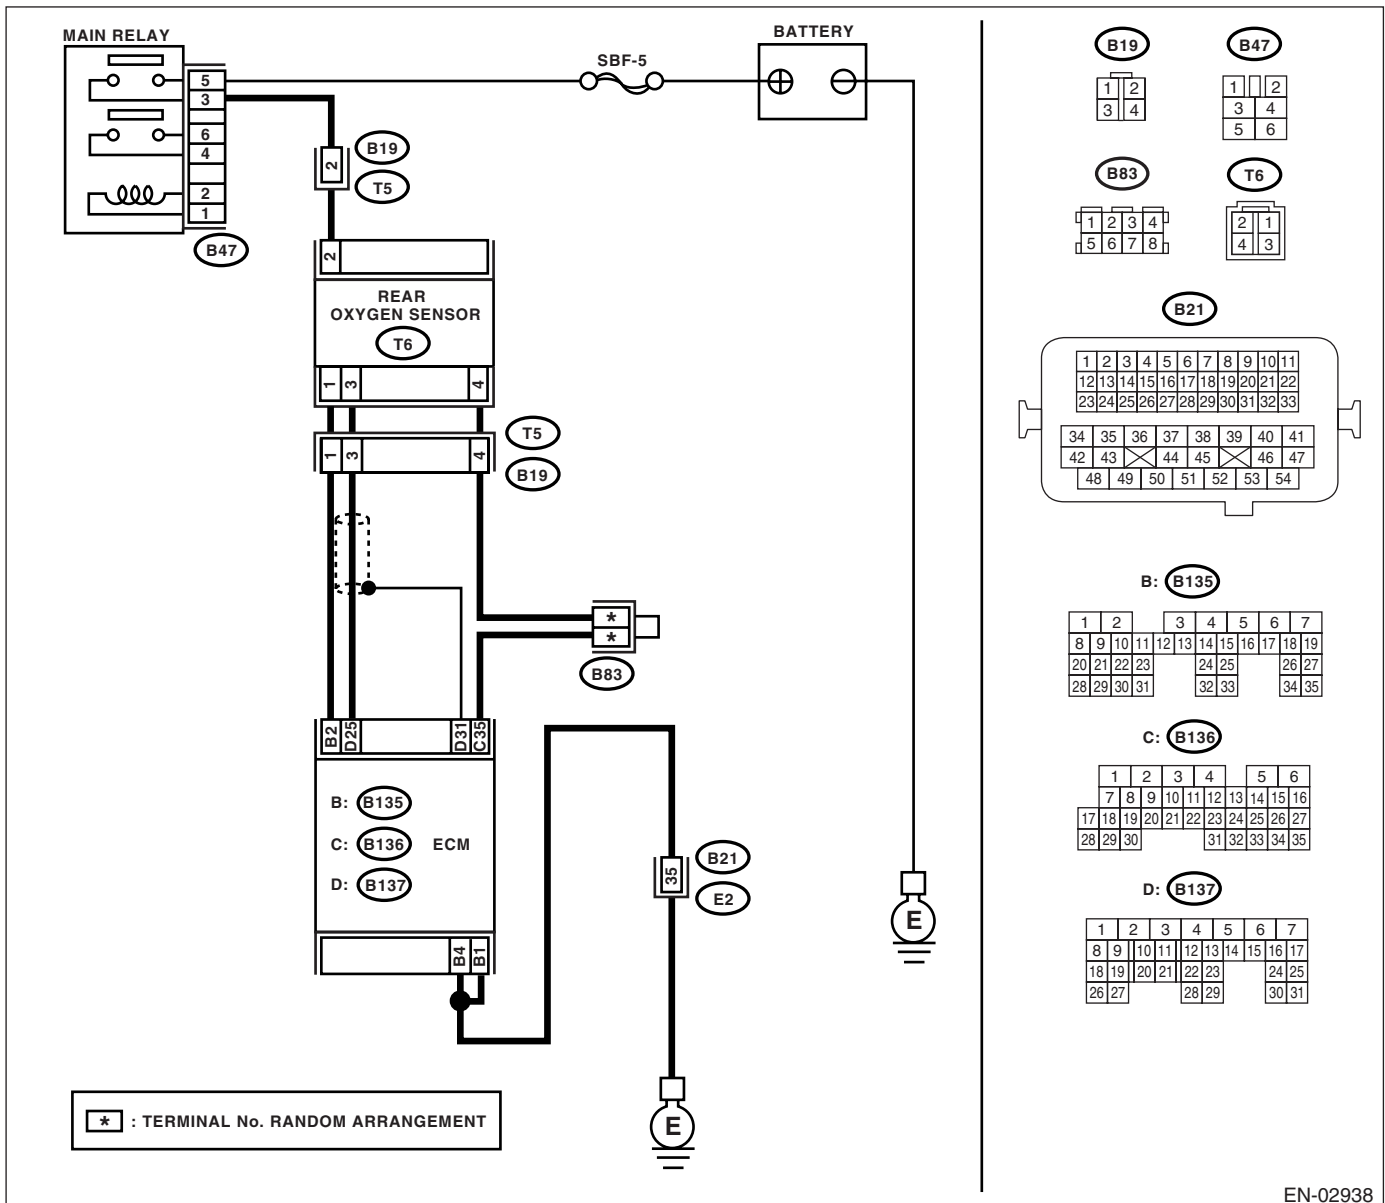 MAIN RELAY
BATTERY
SBF-5
5
3
6
4
2
1
B47
2
B19
T5
2
REAR
OXYGEN SENSOR
T6
1 3 4
T5
1 3 4
B19
*
*
B83
B2 D25 D31 C35
B: B135
C: B136 ECM
D: B137
B4 B1
35
B21
E2
E
E
* : TERMINAL No. RANDOM ARRANGEMENT
B19
1 2
3 4
B47
1 2
3 4
5 6
B83
1 2 3 4
5 6 7 8
T6
2 1
4 3
B21
1 2 3 4 5 6 7 8 9 10 11
12 13 14 15 16 17 18 19 20 21 22
23 24 25 26 27 28 29 30 31 32 33
34 35 36 37 38 39 40 41
42 43 44 45 46 47
48 49 50 51 52 53 54
B: B135
1 2 3 4 5 6 7
8 9 10 11 12 13 14 15 16 17 18 19
20 21 22 23 24 25 26 27
28 29 30 31 32 33 34 35
C: B136
1 2 3 4 5 6
7 8 9 10 11 12 13 14 15 16
17 18 19 20 21 22 23 24 25 26 27
28 29 30 31 32 33 34 35
D: B137
1 2 3 4 5 6 7
8 9 10 11 12 13 14 15 16 17
18 19 20 21 22 23 24 25
26 27 28 29 30 31
EN-02938